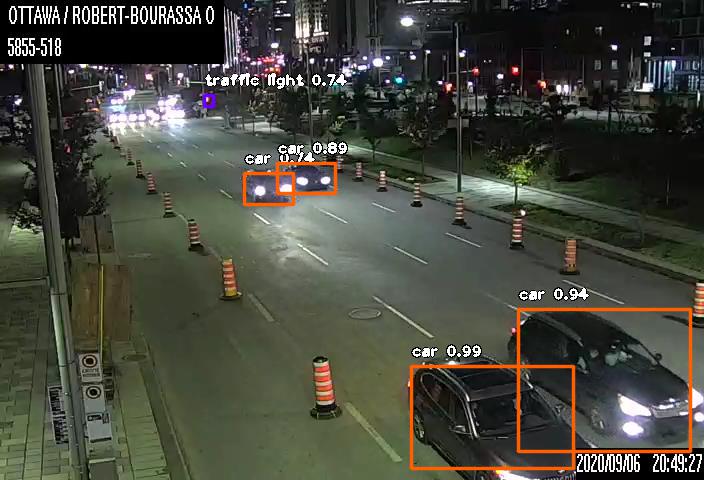 OTTAWA / ROBERT-BOURASSA O
5855-518
traffic light 0.74
car 0.89
car 0.74
car 0.94
car 0.99
2020/09/06 20:49:27